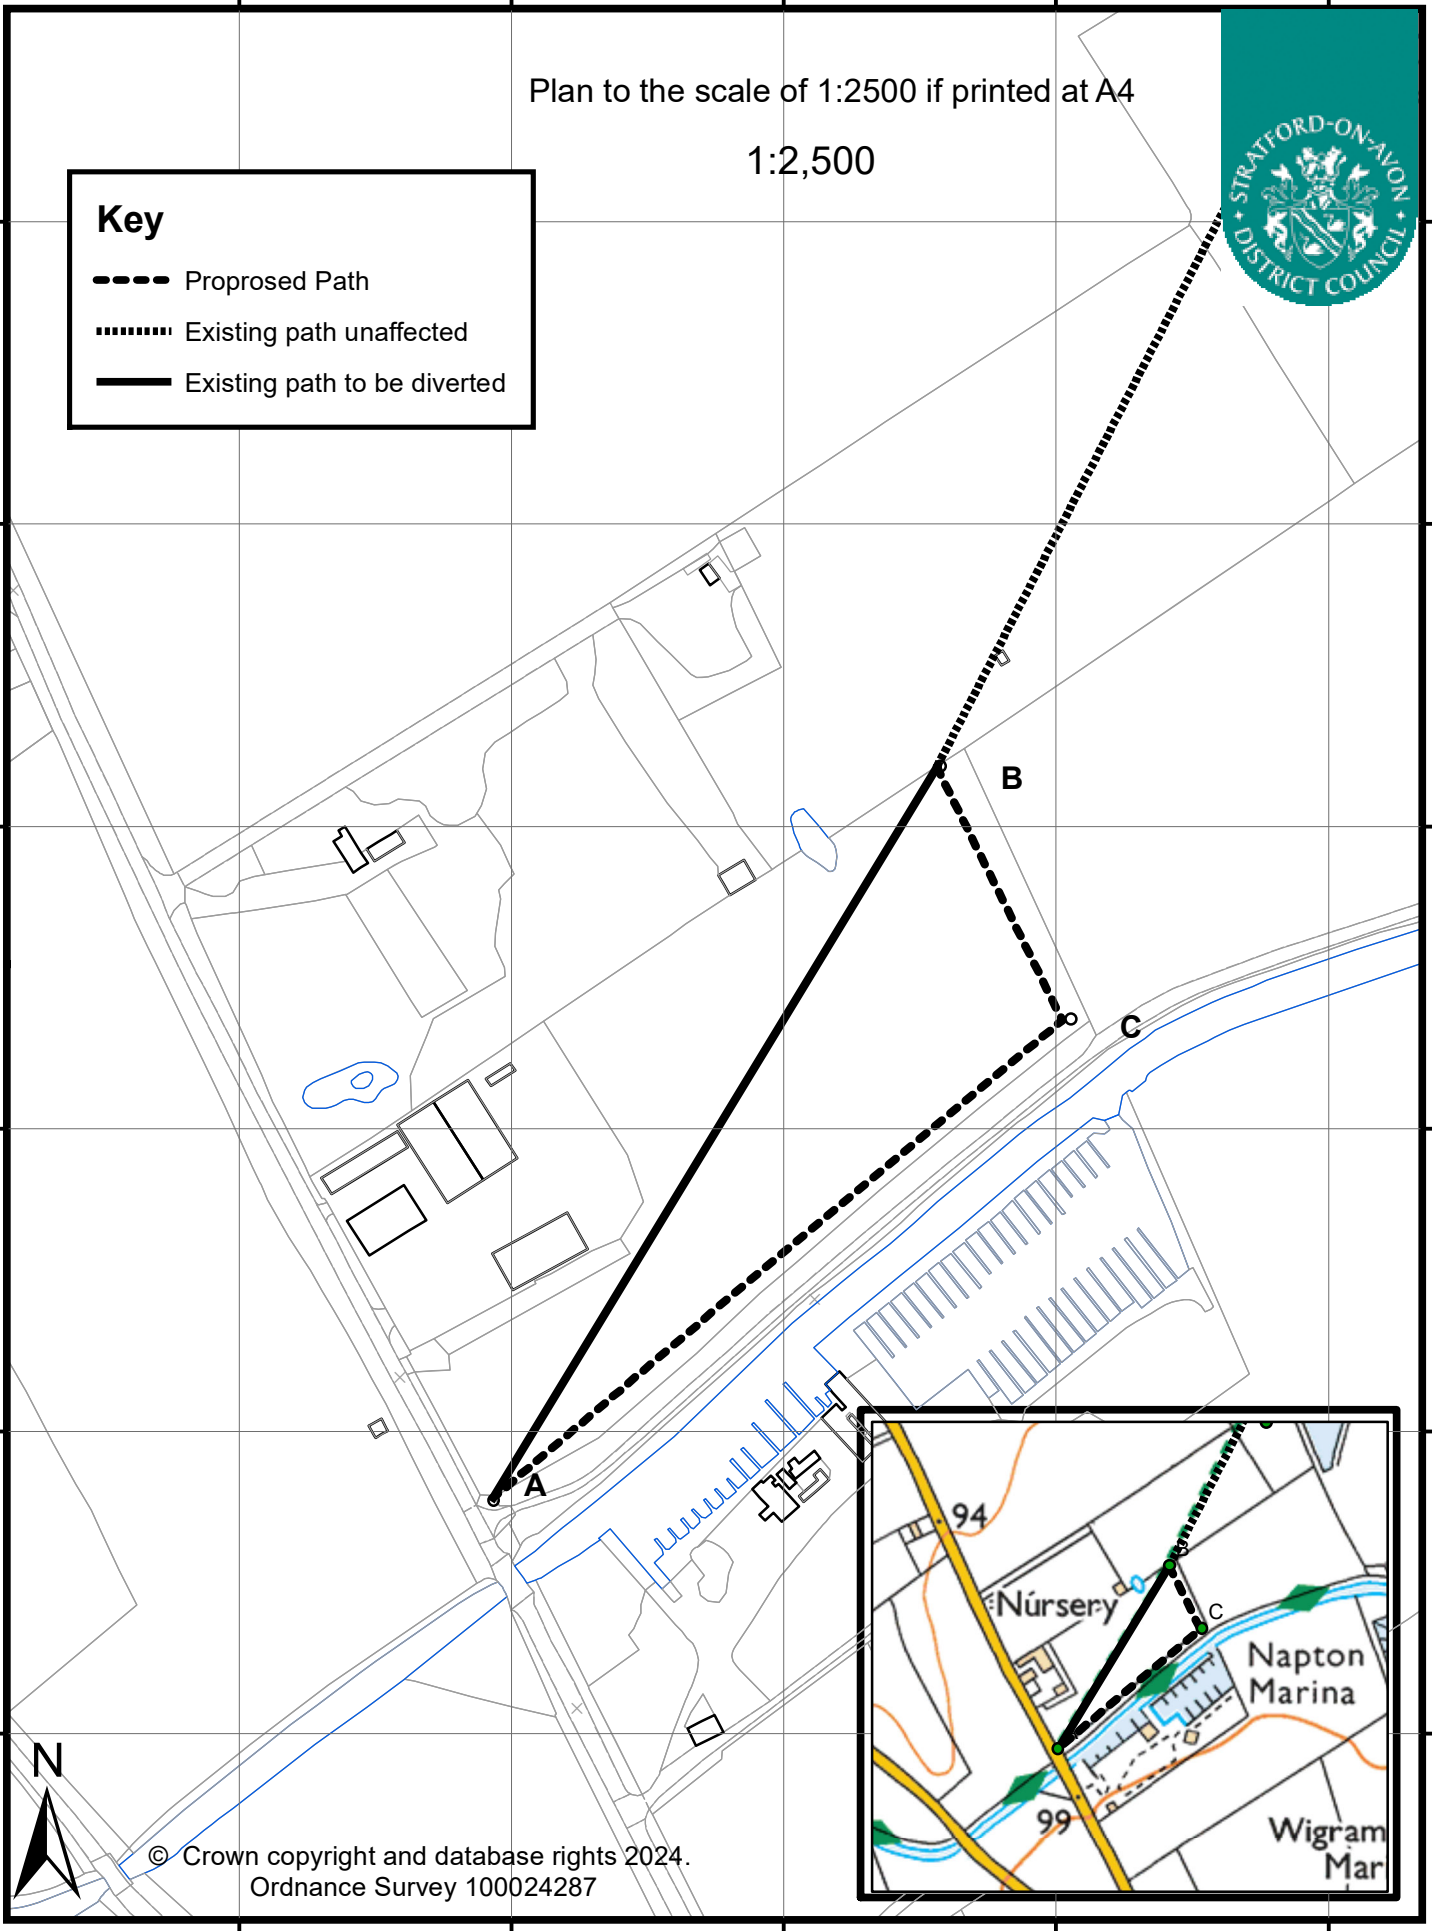 Plan to the scale of 1:2500 if printed at A4
1:2,500
STRATFORD-ON-AVON
DISTRICT COUNCIL
Key
Proprosed Path
Existing path unaffected
Existing path to be diverted
B
C
A
94
Nursery
C
Napton
Marina
99
Wigram
Mar
N
© Crown copyright and database rights 2024.
Ordnance Survey 100024287